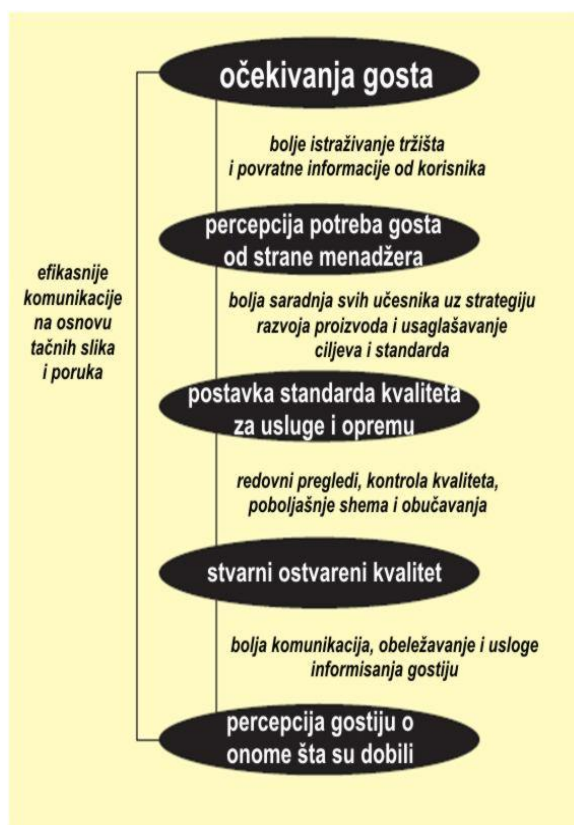 očekivanja gosta
bolje istraživanje tržišta
i povratne informacije od korisnika
percepcija potreba gosta
od strane menadžera
efikasnije
komunikacije
na osnovu
tačnih slika
i poruka
bolja saradnja svih učesnika uz strategiju
razvoja proizvoda i usaglašavanje
ciljeva i standarda
postavka standarda kvaliteta
za usluge i opremu
redovni pregledi, kontrola kvaliteta,
poboljašnje shema i obučavanja
stvarni ostvareni kvalitet
bolja komunikacija, obeležavanje i usloge
informisanja gostiju
percepcija gostiju o
onome šta su dobili